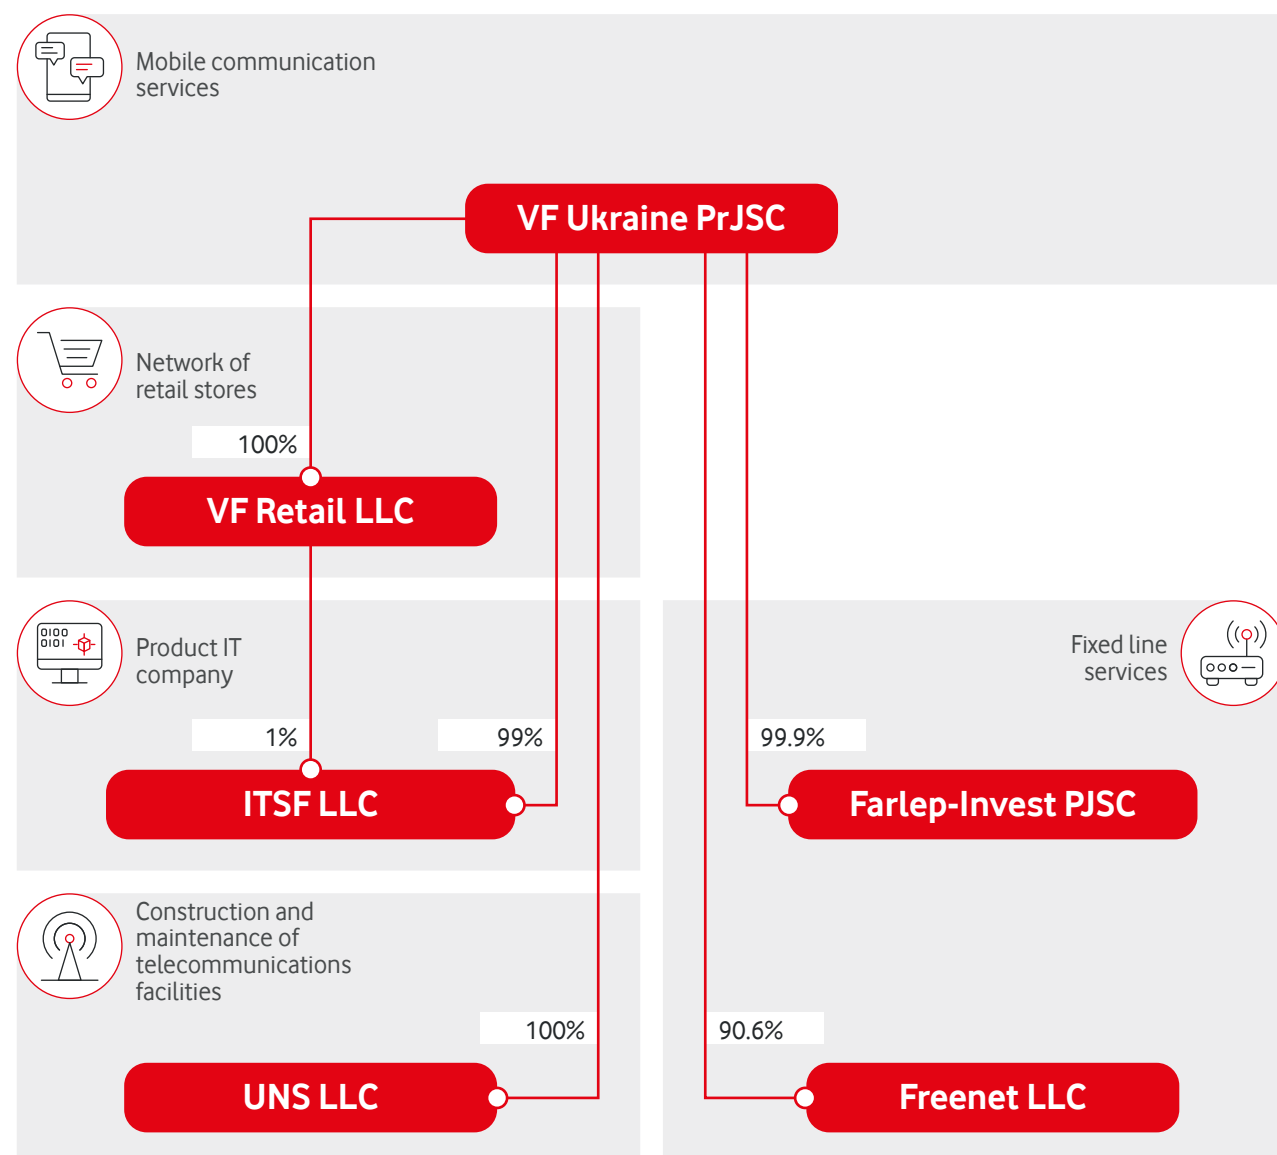 Mobile communication
services
VF Ukraine PrJSC
Network of
retail stores
100%
VF Retail LLC
0100
0101
Product IT
company
1%
99%
ITSF LLC
Fixed line
services
99.9%
Farlep-Invest PJSC
Construction and
maintenance of
telecommunications
facilities
100%
UNS LLC
90.6%
Freenet LLC